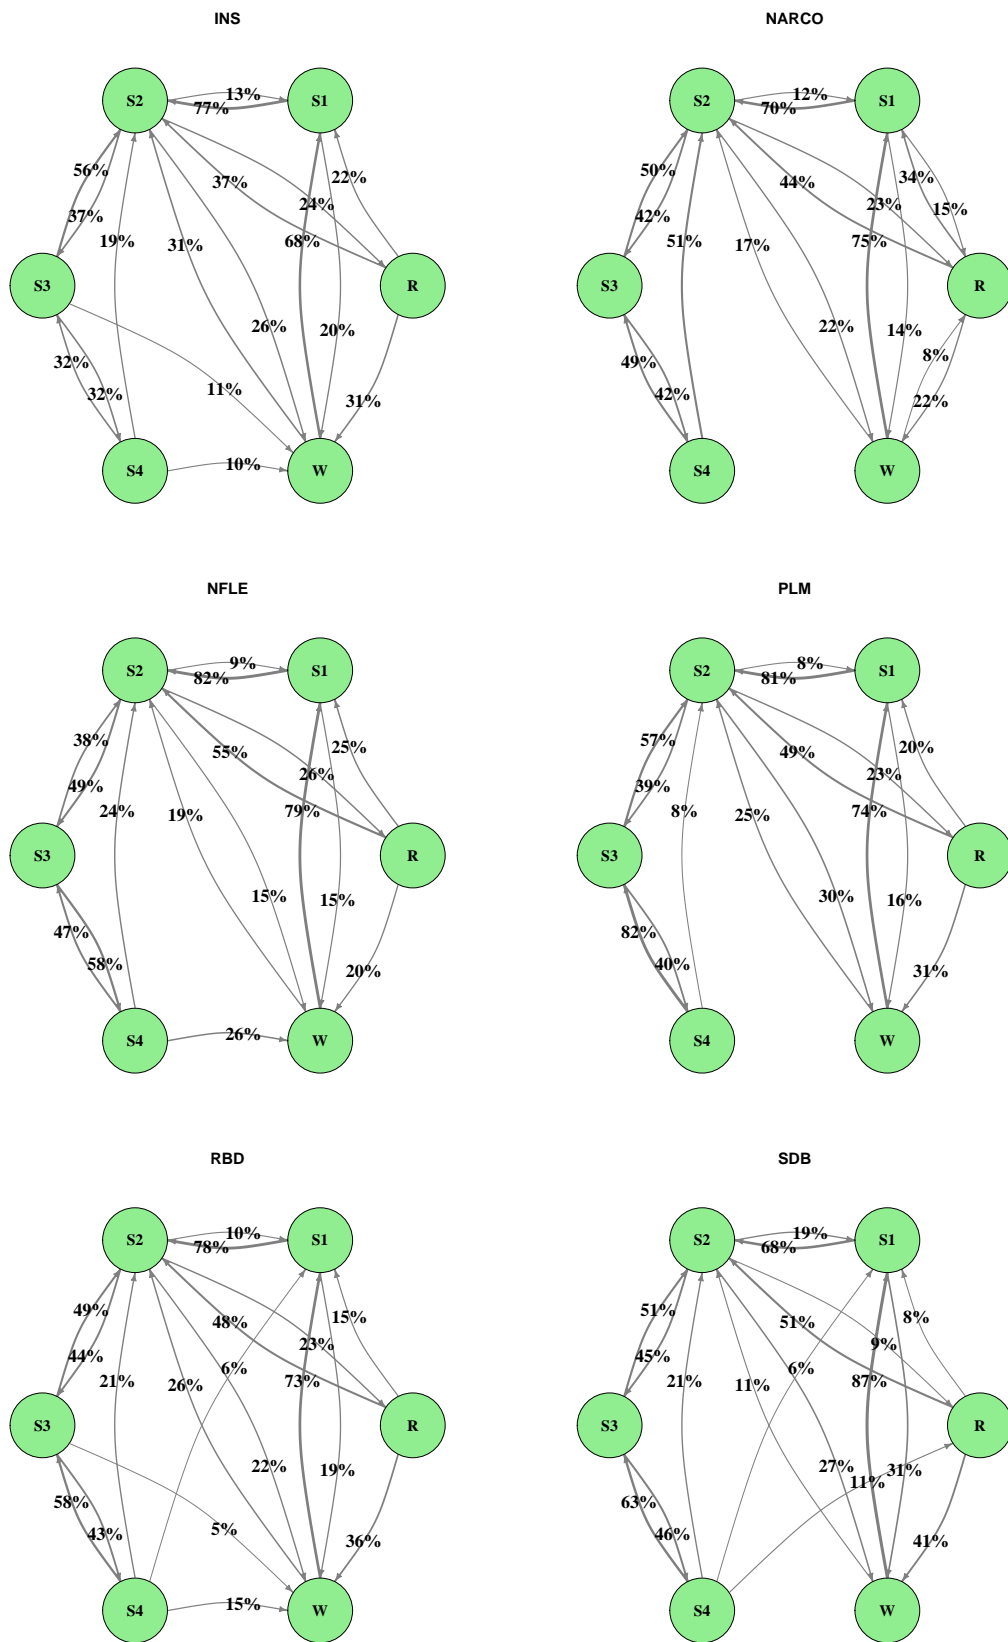 INS
S2
13%
77%
S1
56%
37%
22%
37%
24%
19%
31%
68%
S3
R
32%
26%
20%
32%
11%
31%
S4
10%
W
NARCO
S2
12%
70%
S1
50%
44%
34%
42%
23%
15%
51%
17%
75%
S3
R
49%
22%
14%
8%
42%
22%
S4
W
NFLE
S2
9%
82%
S1
38%
55%
25%
49%
26%
24%
19%
79%
S3
R
47%
15%
15%
58%
20%
S4
26%
W
PLM
S2
8%
81%
S1
57%
49%
20%
39%
23%
8%
25%
74%
S3
R
82%
30%
16%
40%
31%
S4
W
RBD
S2
10%
78%
S1
49%
48%
15%
44%
23%
21%
26%
6%
73%
S3
R
58%
22%
19%
43%
5%
36%
S4
15%
W
SDB
S2
19%
68%
S1
51%
51%
8%
45%
9%
21%
11%
6%
87%
S3
R
63%
27%
31%
11%
46%
41%
S4
W